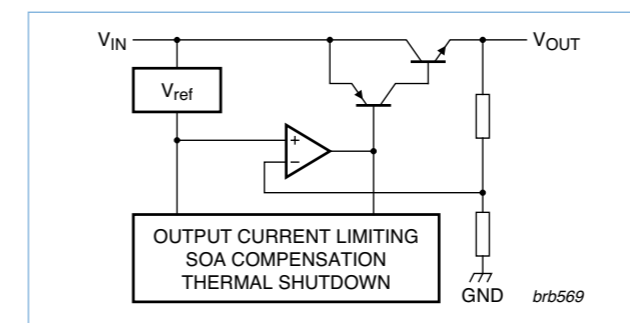 VIN
VOUT
Vref
+
−
OUTPUT CURRENT LIMITING
SOA COMPENSATION
THERMAL SHUTDOWN
GND
brb569